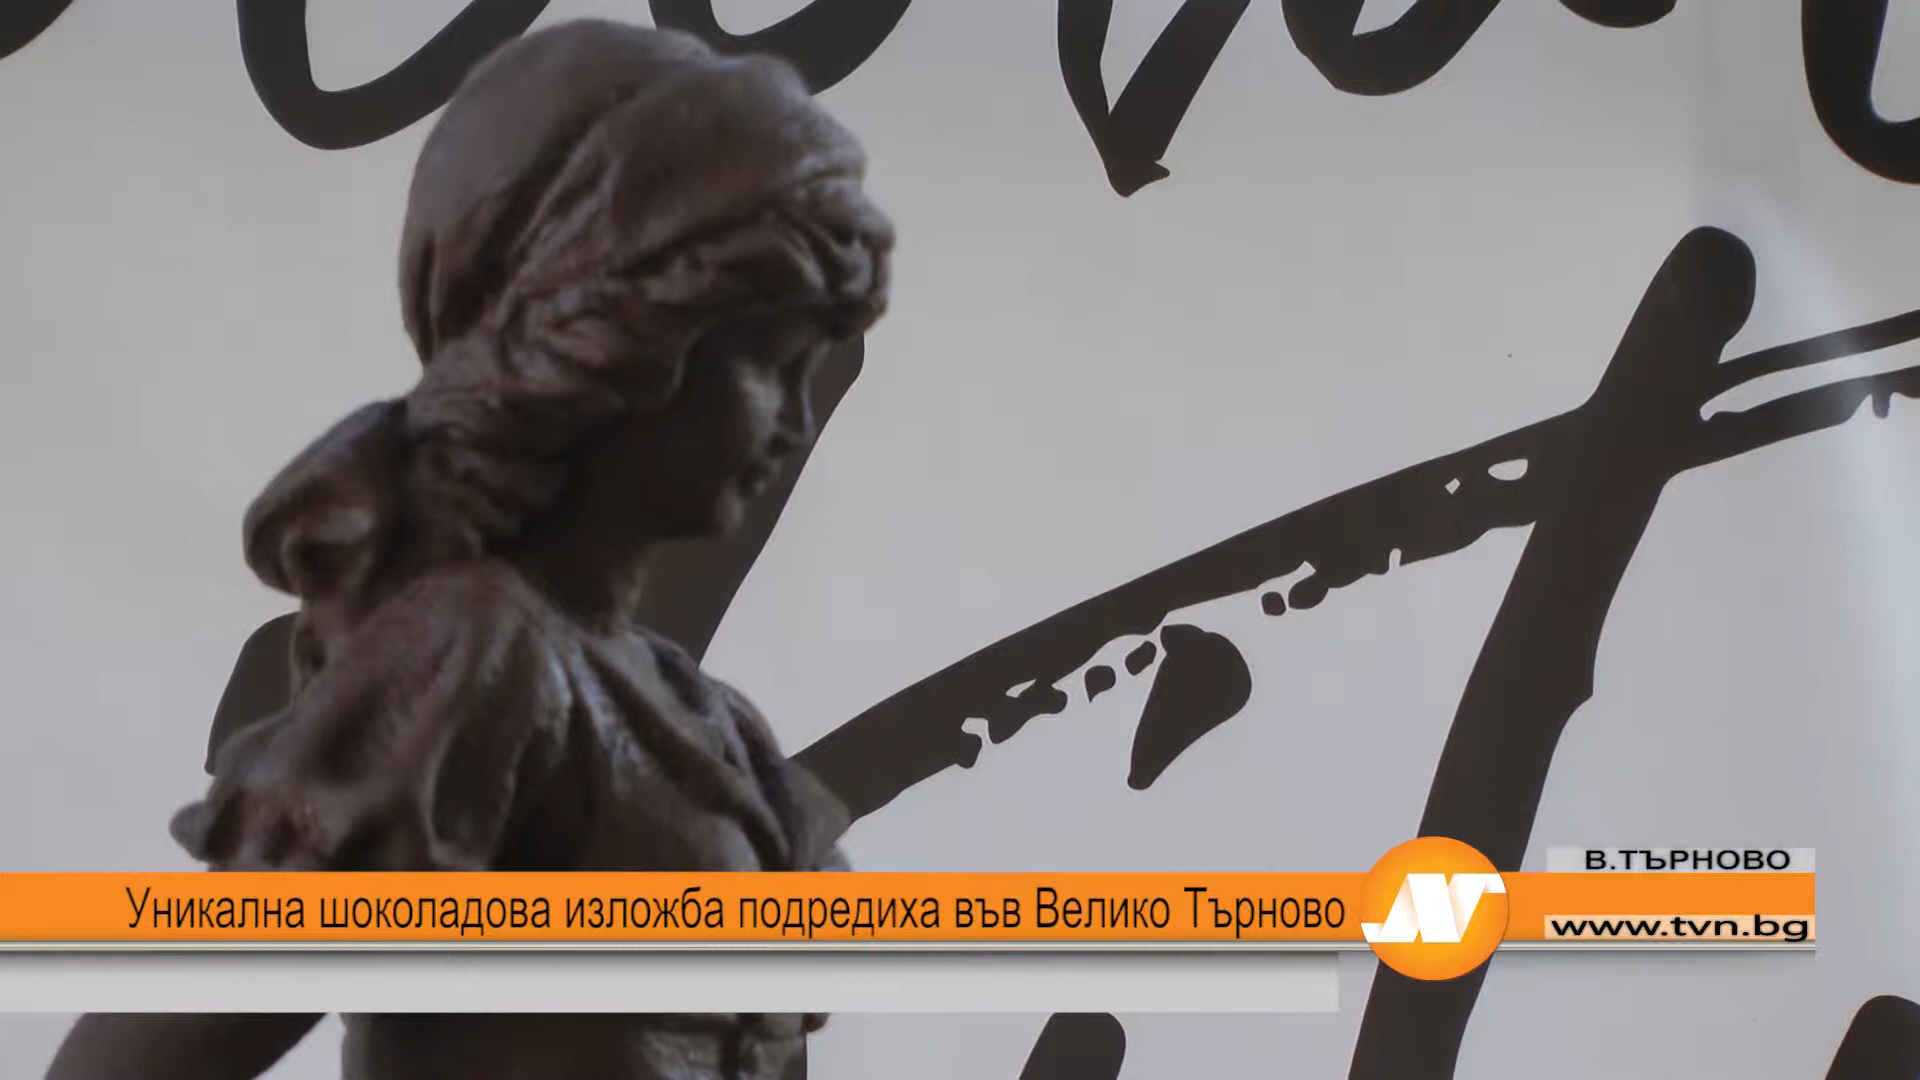 В.ТЪРНОВО
Уникална шоколадова изложба подредиха във Велико Търново
www.tvn.bg